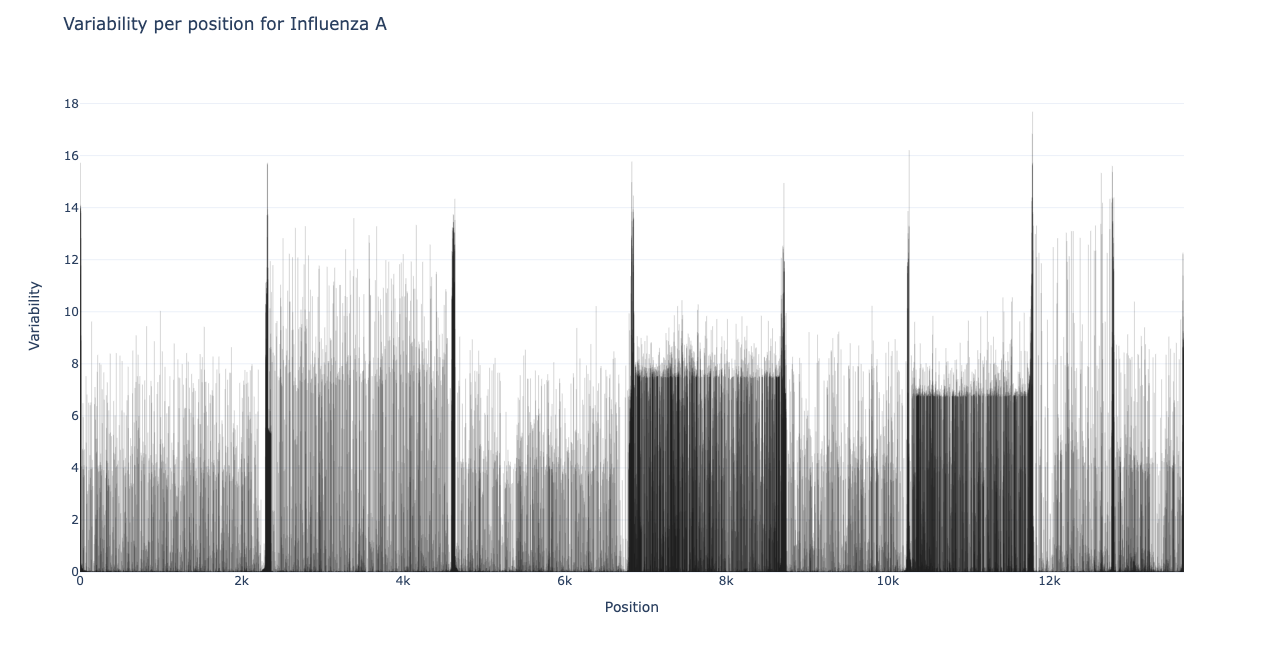 Variability per position for Influenza A
18
16
14
12
10
8
6
4
2
0
Variability
0 2k 4k 6k 8k 10k 12k
Position